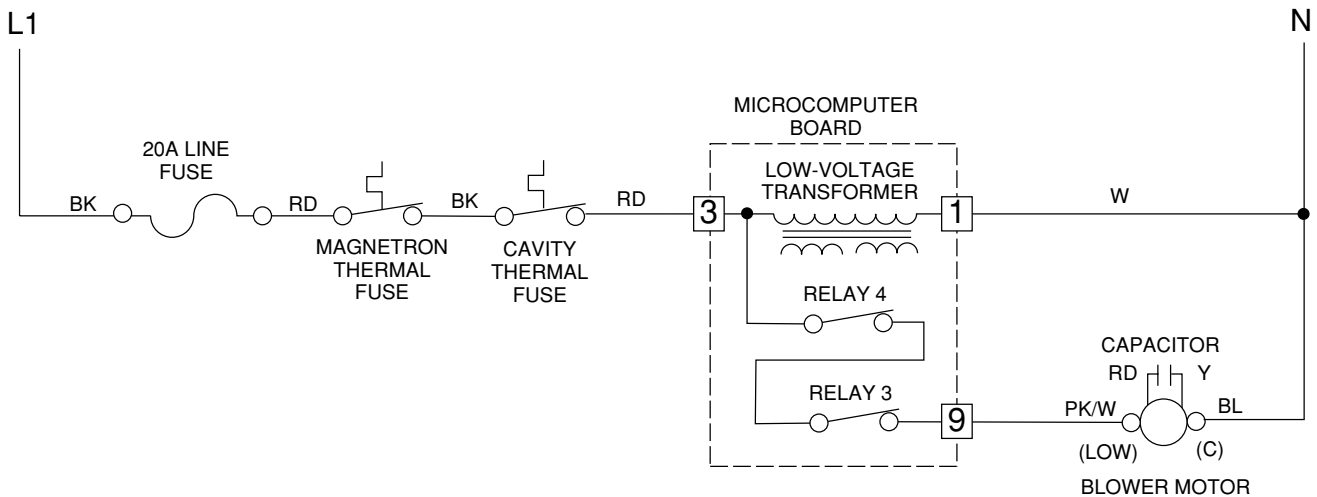 L1
N
MICROCOMPUTER
BOARD
20A LINE
FUSE
LOW-VOLTAGE
TRANSFORMER
BK
RD
BK
RD
3
1
W
MAGNETRON
THERMAL
FUSE
CAVITY
THERMAL
FUSE
RELAY 4
CAPACITOR
RD
Y
RELAY 3
9
PK/W
BL
(LOW)
(C)
BLOWER MOTOR